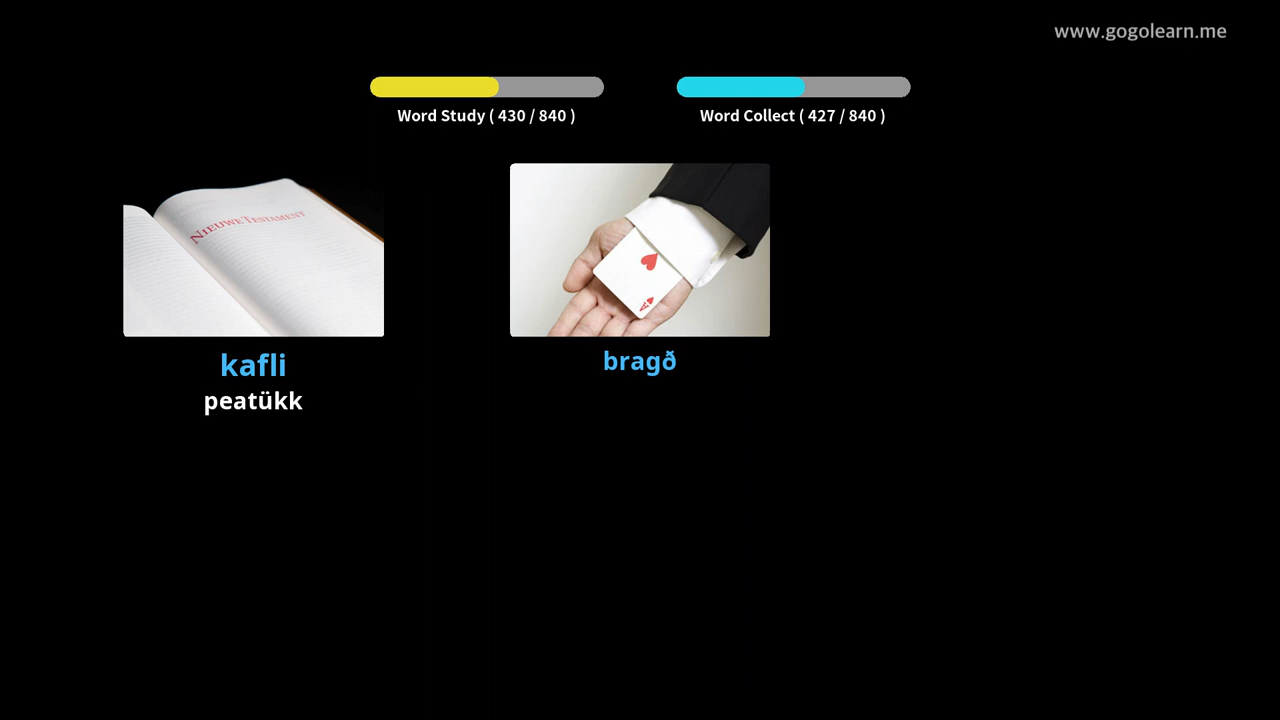 www.gogolearn.me
Word Study ( 430 / 840 )
Word Collect ( 427 / 840 )
NIEUWE TESTAMENT
A
kafli
peatükk
bragð